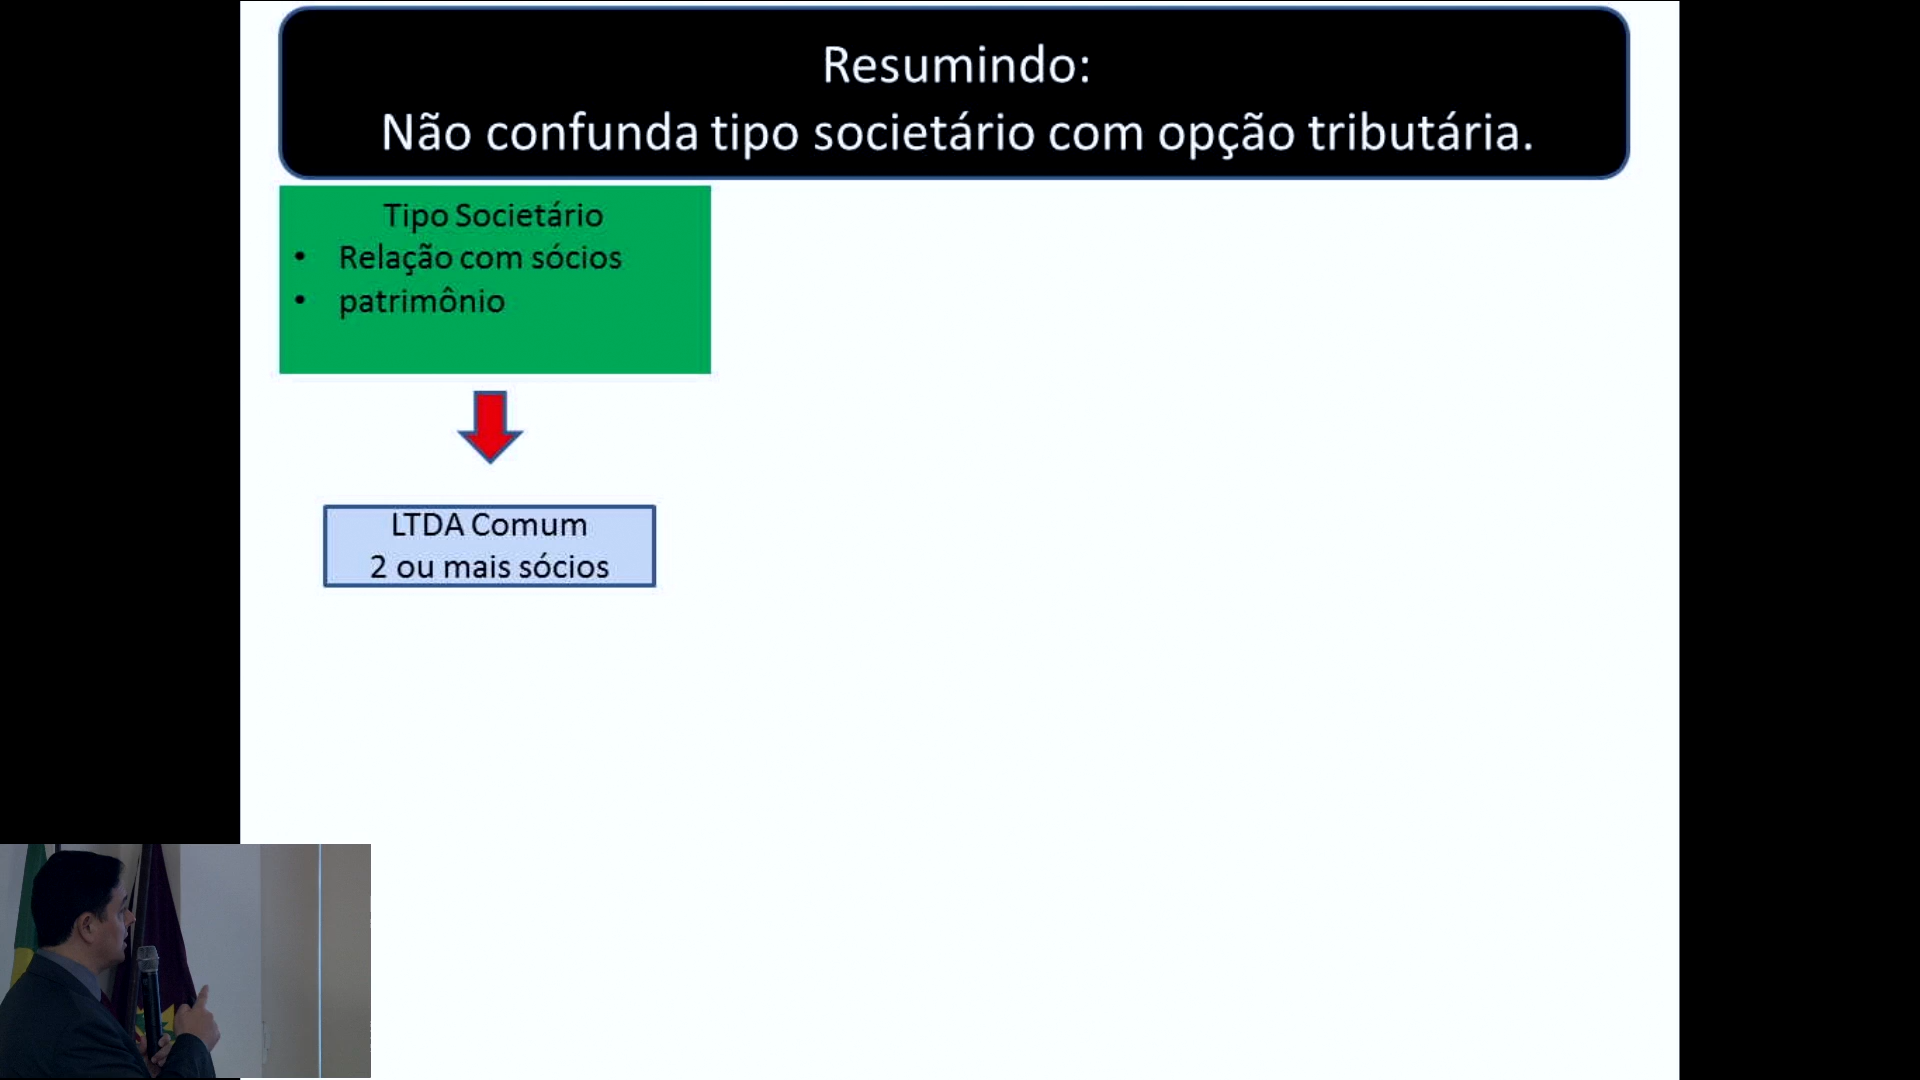 Resumindo:
Não confunda tipo societário com opção tributária.
Tipo Societário
• Relação com sócios
• patrimônio
LTDA Comum
2 ou mais sócios